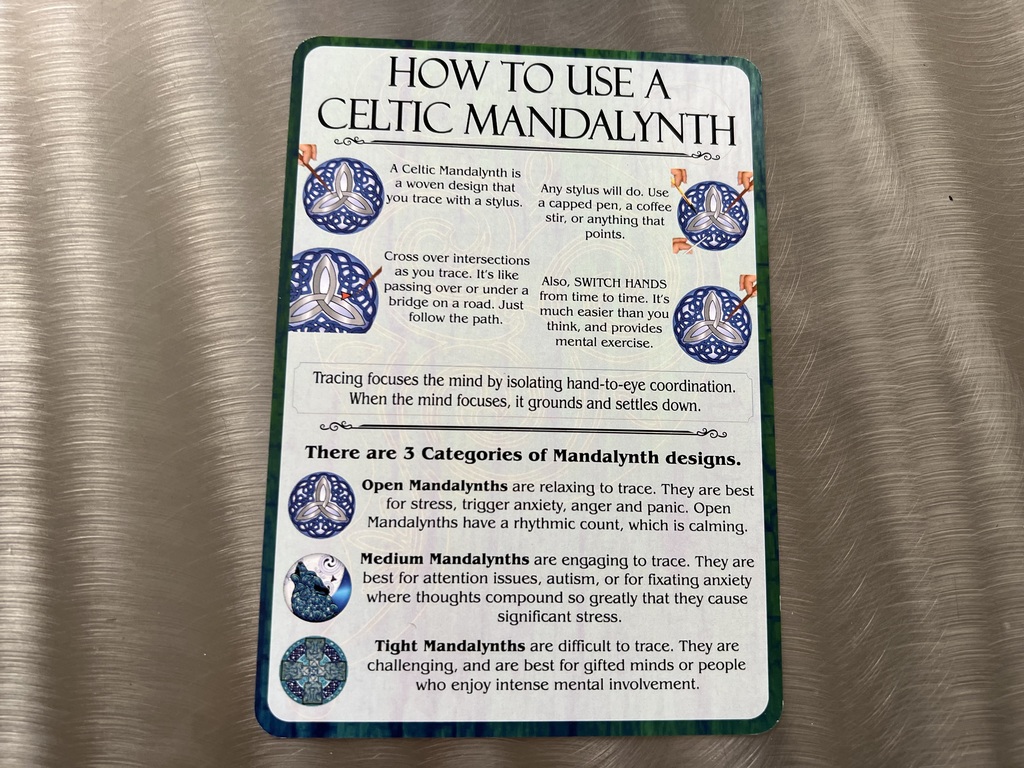 HOW TO USE A
CELTIC MANDALYNTH
A Celtic Mandalynth is
a woven design that
you trace with a stylus.
Any stylus will do. Use
a capped pen, a coffee
stir, or anything that
points.
Cross over intersections
as you trace. It's like
passing over or under a
bridge on a road. Just
follow the path.
Also, SWITCH HANDS
from time to time. It's
much easier than you
think, and provides
mental exercise.
Tracing focuses the mind by isolating hand-to-eye coordination.
When the mind focuses, it grounds and settles down.
There are 3 Categories of Mandalynth designs.
Open Mandalynths are relaxing to trace. They are best
for stress, trigger anxiety, anger and panic. Open
Mandalynths have a rhythmic count, which is calming.
Medium Mandalynths are engaging to trace. They are
best for attention issues, autism, or for fixating anxiety
where thoughts compound so greatly that they cause
significant stress.
Tight Mandalynths are difficult to trace. They are
challenging, and are best for gifted minds or people
who enjoy intense mental involvement.